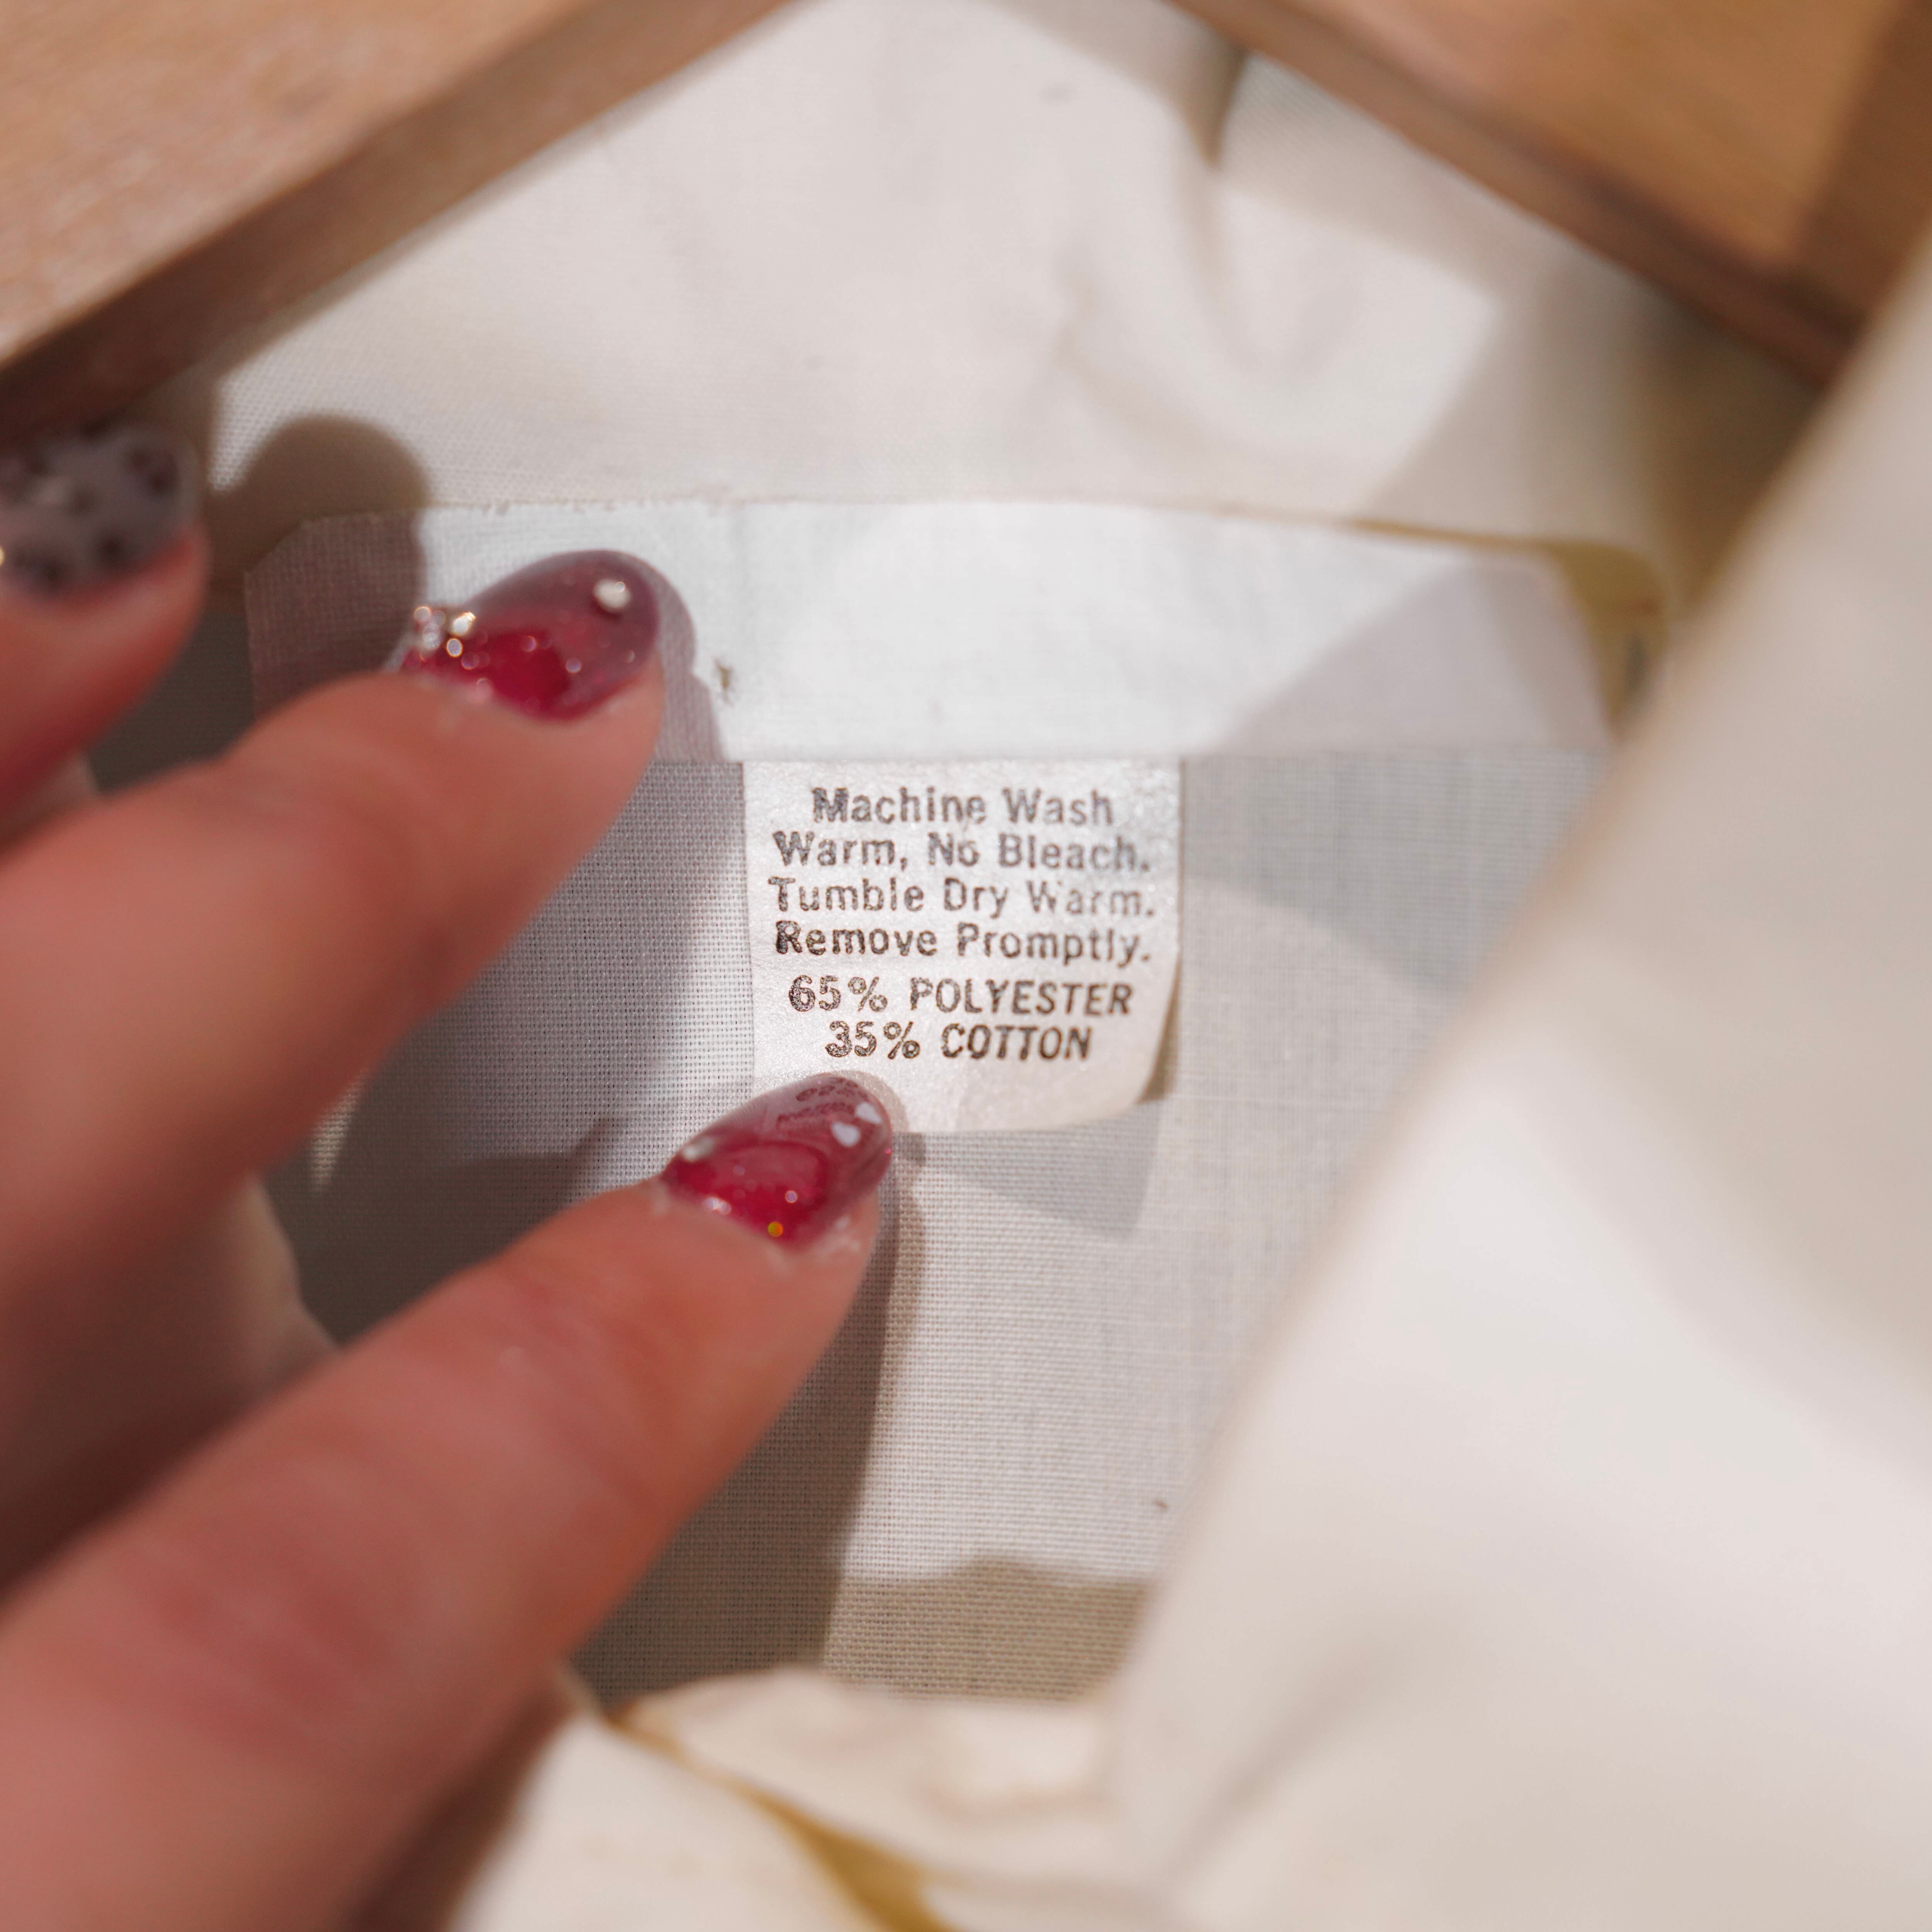 Machine Wash
Warm, No Bleach.
Tumble Dry Warm.
Remove Promptly.
65% POLYESTER
35% COTTON